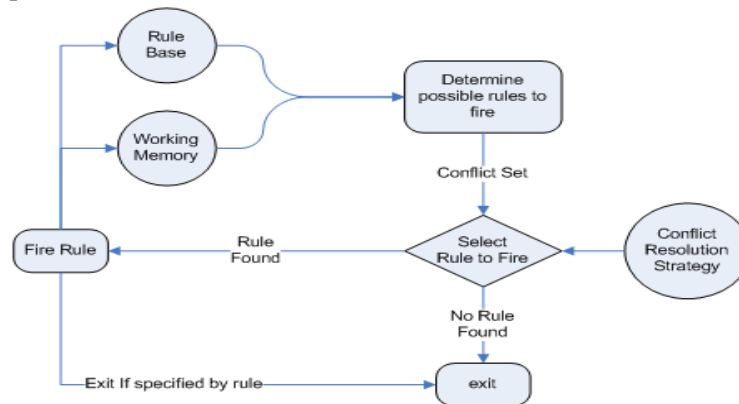 Rule
Base
Determine
possible rules to
fire
Working
Memory
Conflict Set
Conflict
Resolution
Strategy
Select
Rule to Fire
Rule
Found
Fire Rule
No Rule
Found
Exit If specified by rule
exit